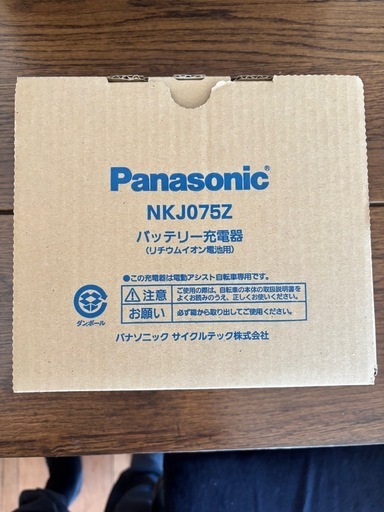 Panasonic®
NKJ075Z
バッテリー充電器
(リチウムイオン電池用)
●この充電器は電動アシスト自転車専用です。
注意
ご使用の際は、自転車の本体の取扱説明書を
よくお読みのうえ、正しくお使いください。
お願い
必ず箱から取り出してご使用ください。
ダンボール
パナソニック サイクルテック株式会社